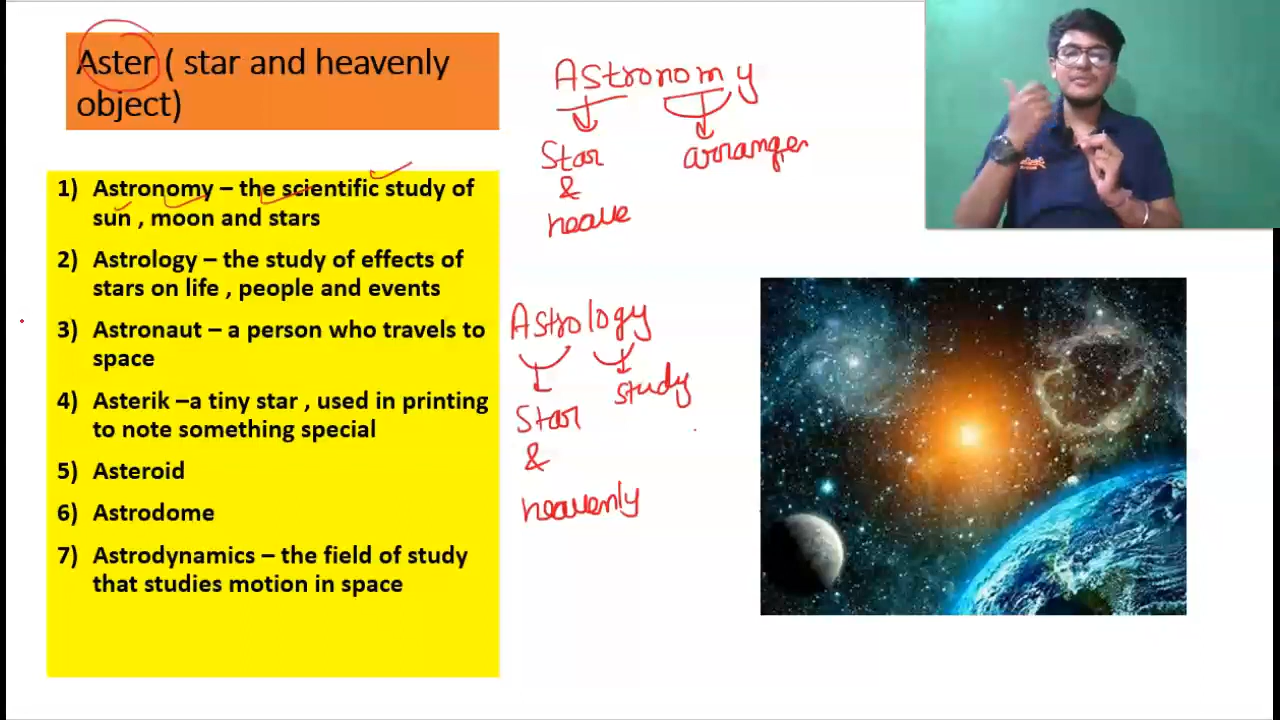 Aster ( star and heavenly
object)
1) Astronomy – the scientific study of
sun , moon and stars
2) Astrology – the study of effects of
stars on life , people and events
3) Astronaut – a person who travels to
space
4) Asterik –a tiny star , used in printing
to note something special
5) Asteroid
6) Astrodome
7) Astrodynamics – the field of study
that studies motion in space
Astronomy
Star arranger
&
heave
Astrology
study
Star
&
heavenly